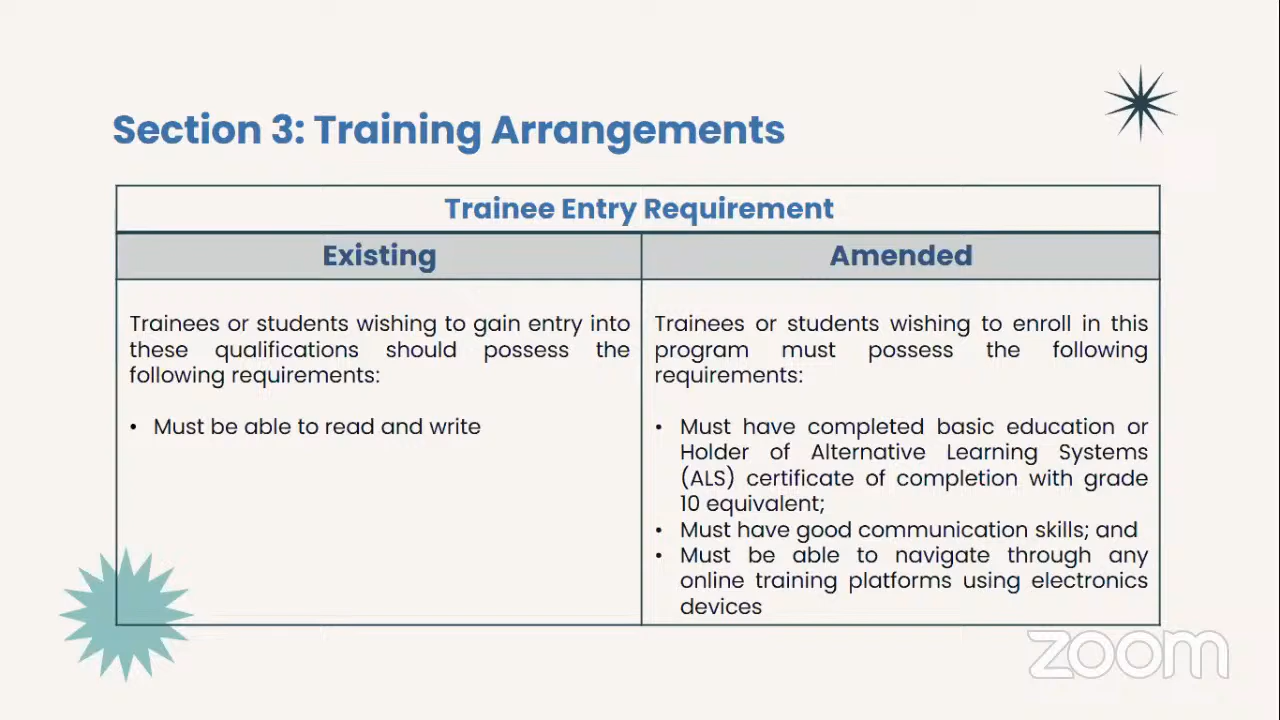 Section 3: Training Arrangements
Trainee Entry Requirement
Existing
Amended
Trainees or students wishing to gain entry into
these qualifications should possess the
following requirements:
• Must be able to read and write
Trainees or students wishing to enroll in this
program must possess the following
requirements:
• Must have completed basic education or
Holder of Alternative Learning Systems
(ALS) certificate of completion with grade
10 equivalent;
• Must have good communication skills; and
• Must be able to navigate through any
online training platforms using electronics
devices
zoom